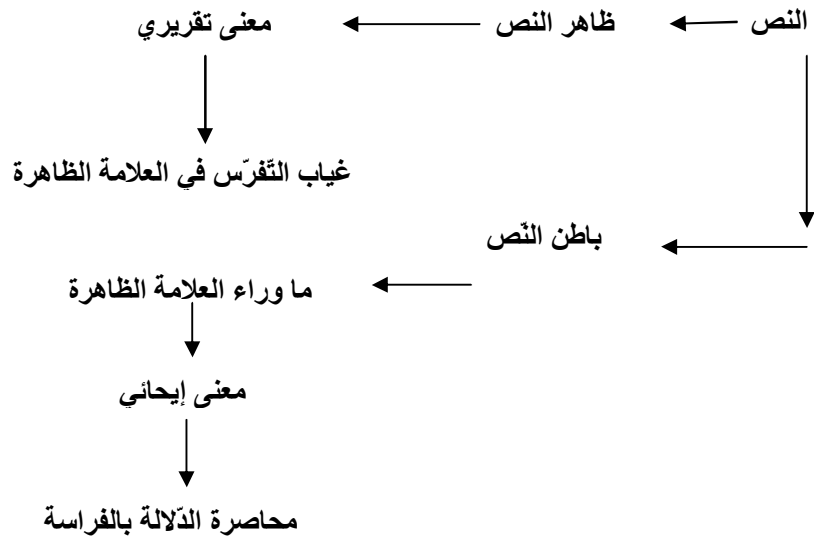 النص ظاهر النص معنى تقريري
غياب التّفرّس في العلامة الظاهرة
باطن النّص
ما وراء العلامة الظاهرة
معنى إيحائي
محاصرة الدّلالة بالفراسة